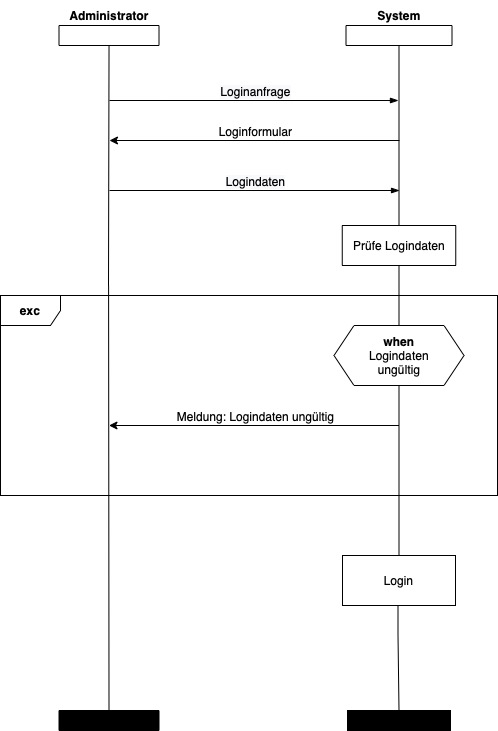 Administrator
System
Loginanfrage
Loginformular
Logindaten
Prüfe Logindaten
exc
when
Logindaten
ungültig
Meldung: Logindaten ungültig
Login